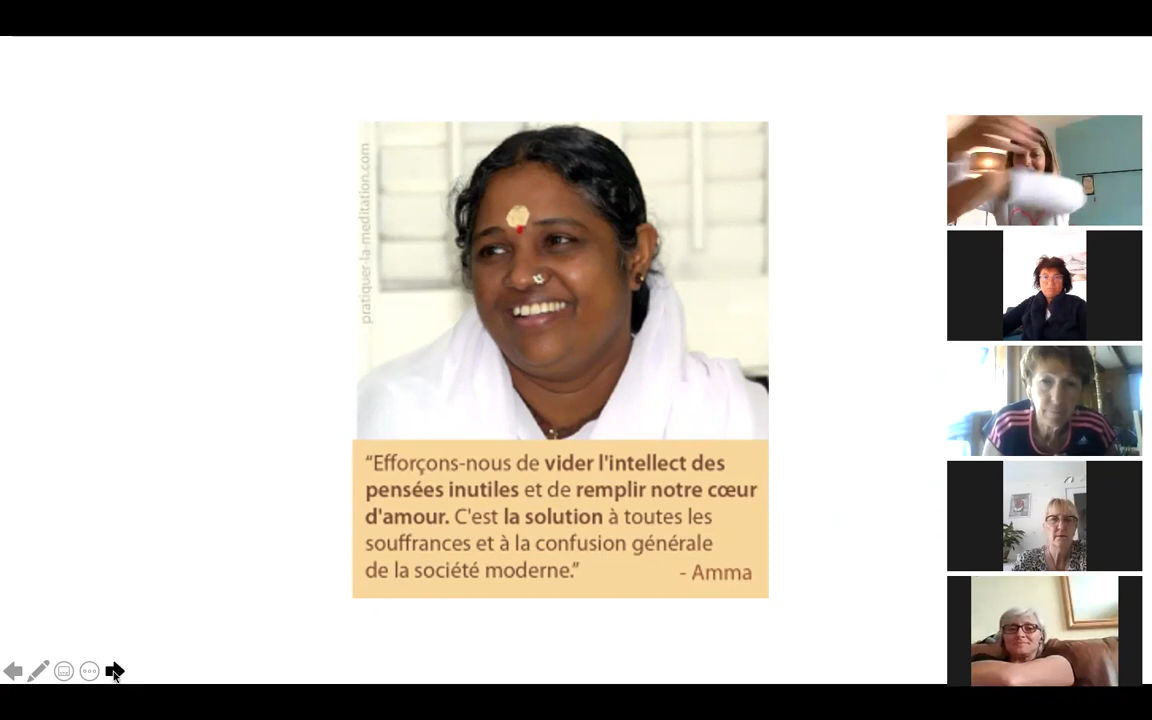 pratiquer-la-meditation.com
“Efforçons-nous de vider l'intellect des
pensées inutiles et de remplir notre cœur
d'amour. C'est la solution à toutes les
souffrances et à la confusion générale
de la société moderne.”
- Amma